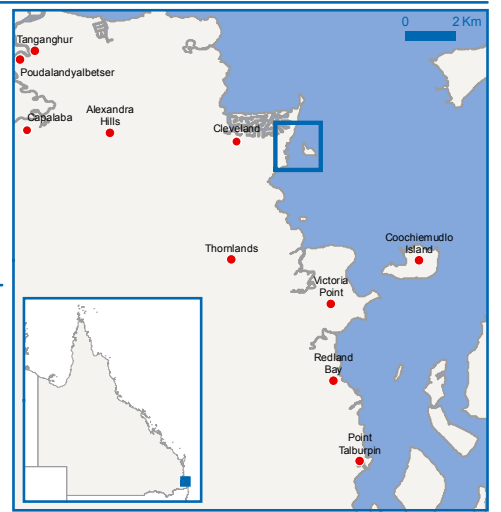 0 2 Km
Tanganghur
Poudalandyalbetser
Capalaba
Alexandra
Hills
Cleveland
Thornlands
Coochiemudlo
Island
Victoria
Point
Redland
Bay
Point
Talburpin